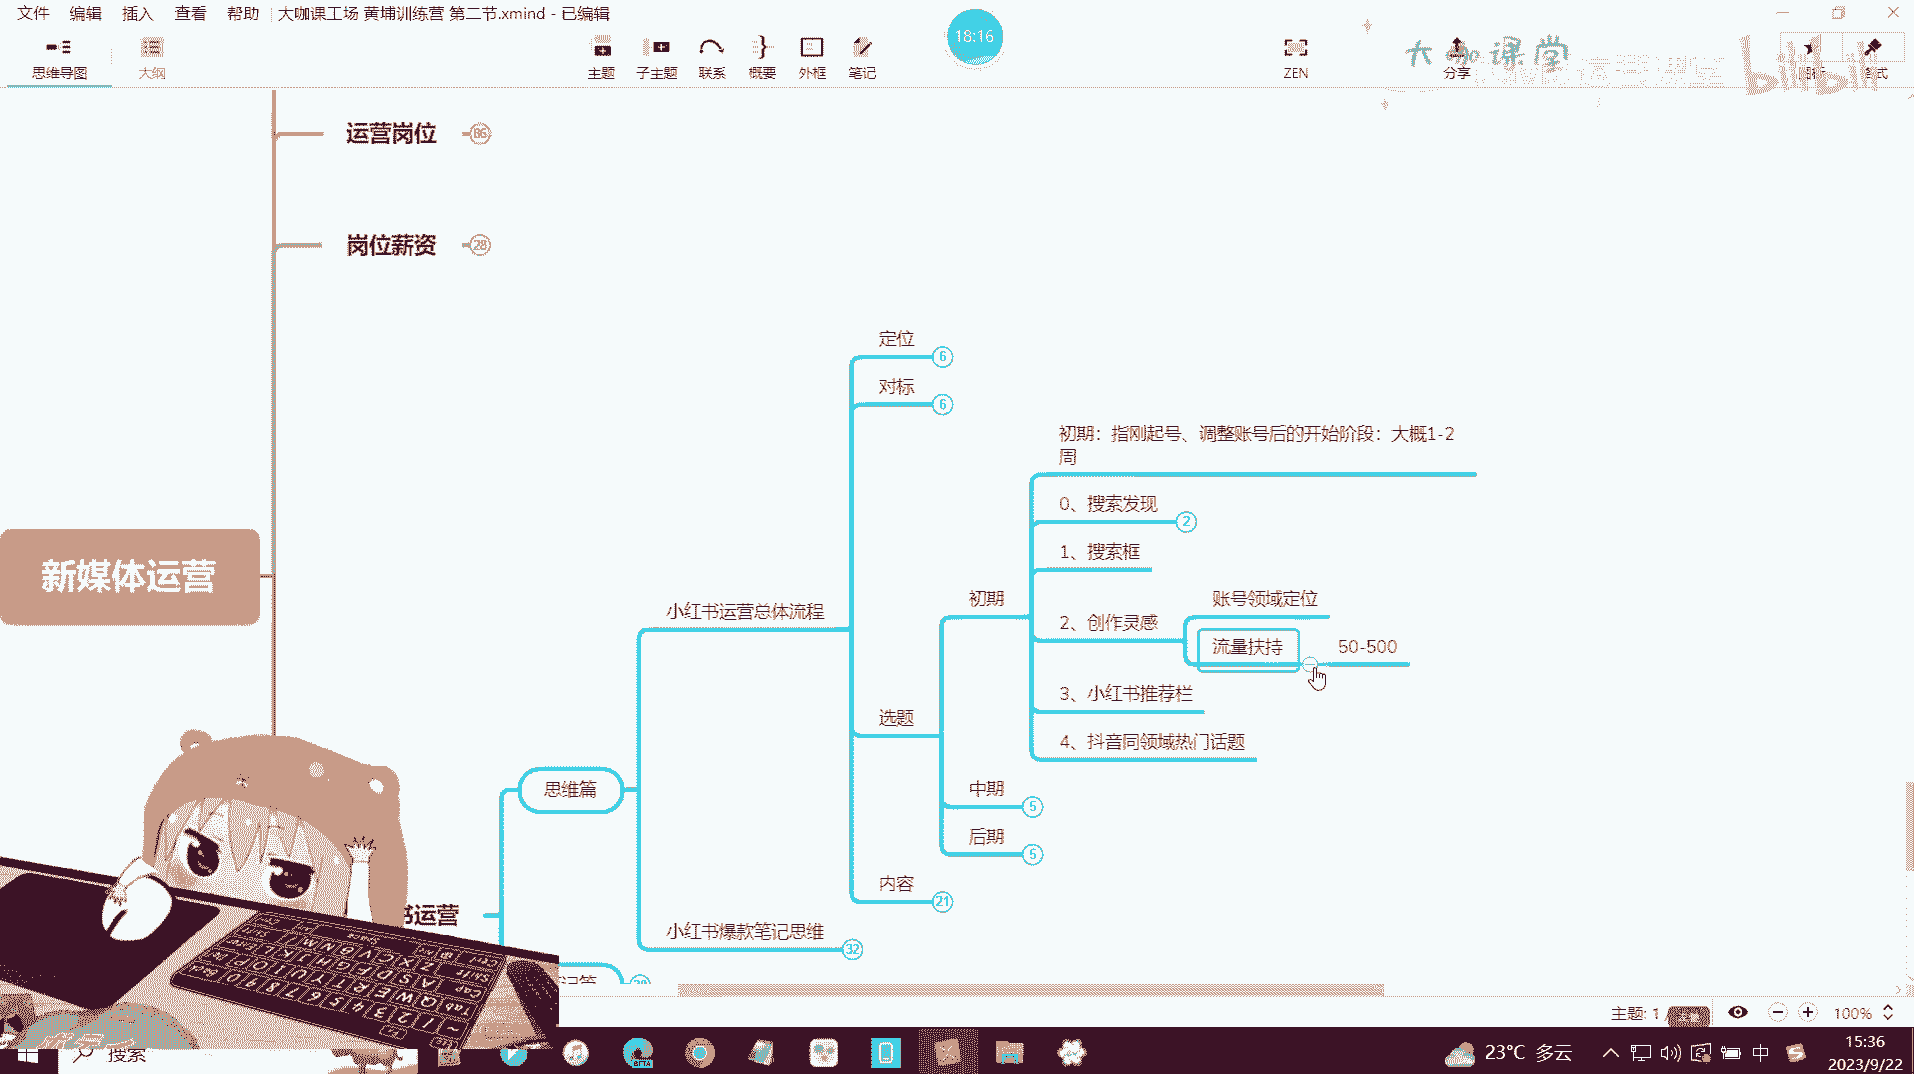 文件 编辑 插入 查看 帮助 大咖课工场 黄埔训练营 第二节.xmind - 已编辑
思维导图 大纲 主题 子主题 联系 概要 外框 笔记 18:16 ZEN 分享
大咖课堂
bilibili
运营岗位 66
岗位薪资 28
新媒体运营
书运营
思维篇
小红书运营总体流程
定位 6
对标 6
选题
初期
初期：指刚起号、调整账号后的开始阶段：大概1-2
周
0、搜索发现 2
1、搜索框
2、创作灵感
账号领域定位
流量扶持 50-500
3、小红书推荐栏
4、抖音同领域热门话题
中期 5
后期 5
内容 21
小红书爆款笔记思维 32
主题: 1 100%
搜索
23°C 多云 中 15:36
2023/9/22